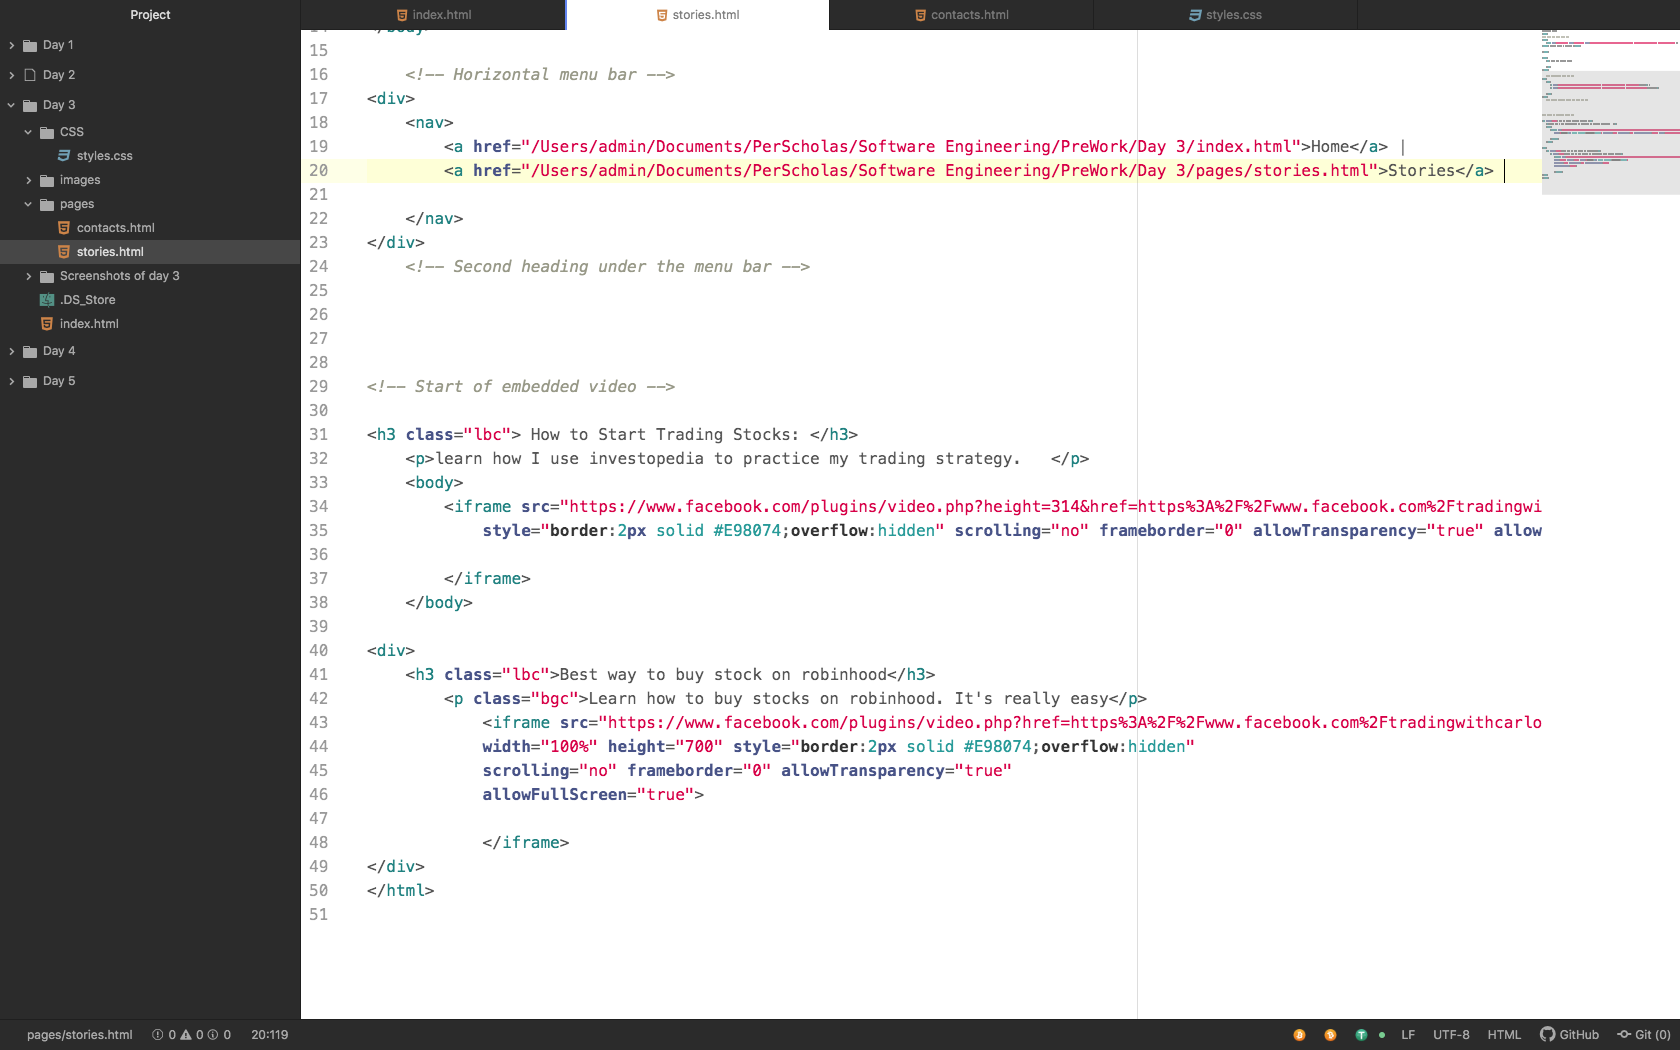 Project
index.html
stories.html
contacts.html
styles.css
Day 1
Day 2
Day 3
CSS
styles.css
images
pages
contacts.html
stories.html
Screenshots of day 3
.DS_Store
index.html
Day 4
Day 5
14 </body>
15
16 <!-- Horizontal menu bar -->
17 <div>
18 <nav>
19 <a href="/Users/admin/Documents/PerScholas/Software Engineering/PreWork/Day 3/index.html">Home</a> |
20 <a href="/Users/admin/Documents/PerScholas/Software Engineering/PreWork/Day 3/pages/stories.html">Stories</a>
21
22 </nav>
23 </div>
24 <!-- Second heading under the menu bar -->
25
26
27
28
29 <!-- Start of embedded video -->
30
31 <h3 class="lbc"> How to Start Trading Stocks: </h3>
32 <p>learn how I use investopedia to practice my trading strategy. </p>
33 <body>
34 <iframe src="https://www.facebook.com/plugins/video.php?height=314&href=https%3A%2F%2Fwww.facebook.com%2Ftradingwi
35 style="border:2px solid #E98074;overflow:hidden" scrolling="no" frameborder="0" allowTransparency="true" allow
36
37 </iframe>
38 </body>
39
40 <div>
41 <h3 class="lbc">Best way to buy stock on robinhood</h3>
42 <p class="bgc">Learn how to buy stocks on robinhood. It's really easy</p>
43 <iframe src="https://www.facebook.com/plugins/video.php?href=https%3A%2F%2Fwww.facebook.com%2Ftradingwithcarlo
44 width="100%" height="700" style="border:2px solid #E98074;overflow:hidden"
45 scrolling="no" frameborder="0" allowTransparency="true"
46 allowFullScreen="true">
47
48 </iframe>
49 </div>
50 </html>
51
pages/stories.html 0 0 0 20:119
LF UTF-8 HTML GitHub Git (0)